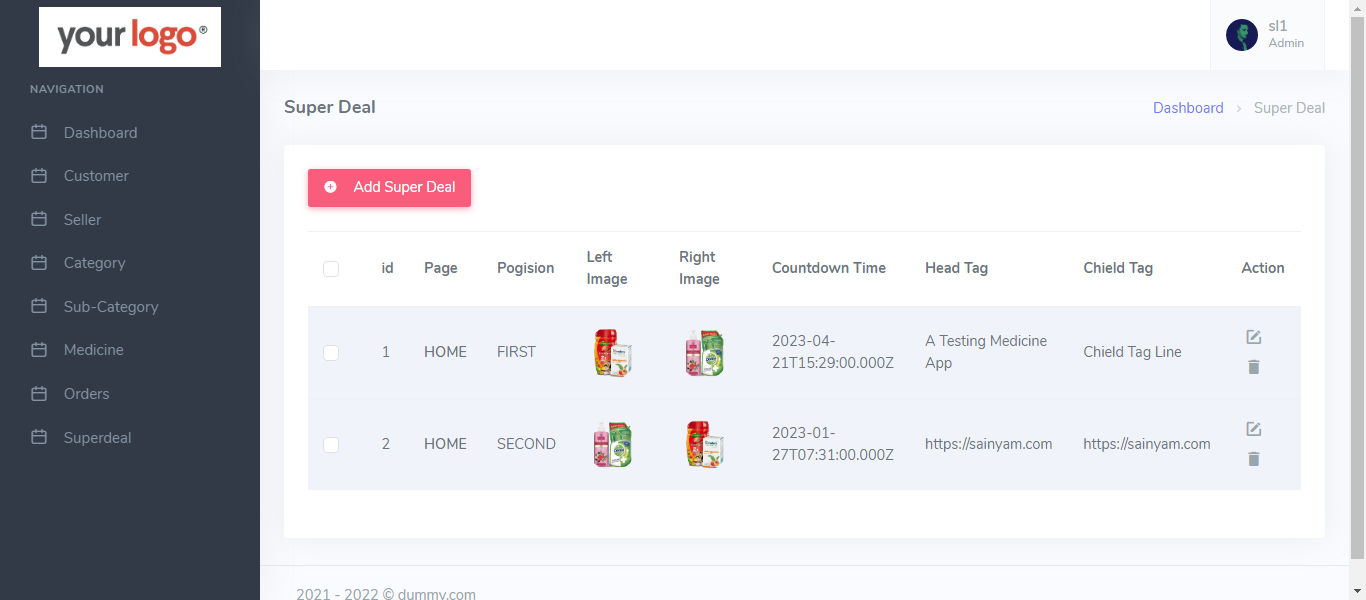 your logo®
sl1
Admin
NAVIGATION
Dashboard
Customer
Seller
Category
Sub-Category
Medicine
Orders
Superdeal
Super Deal
Dashboard > Super Deal
Add Super Deal
id Page Pogision Left Image Right Image Countdown Time Head Tag Chield Tag Action
1 HOME FIRST 2023-04-21T15:29:00.000Z A Testing Medicine App Chield Tag Line
2 HOME SECOND 2023-01-27T07:31:00.000Z https://sainyam.com https://sainyam.com
2021 - 2022 © dummy.com